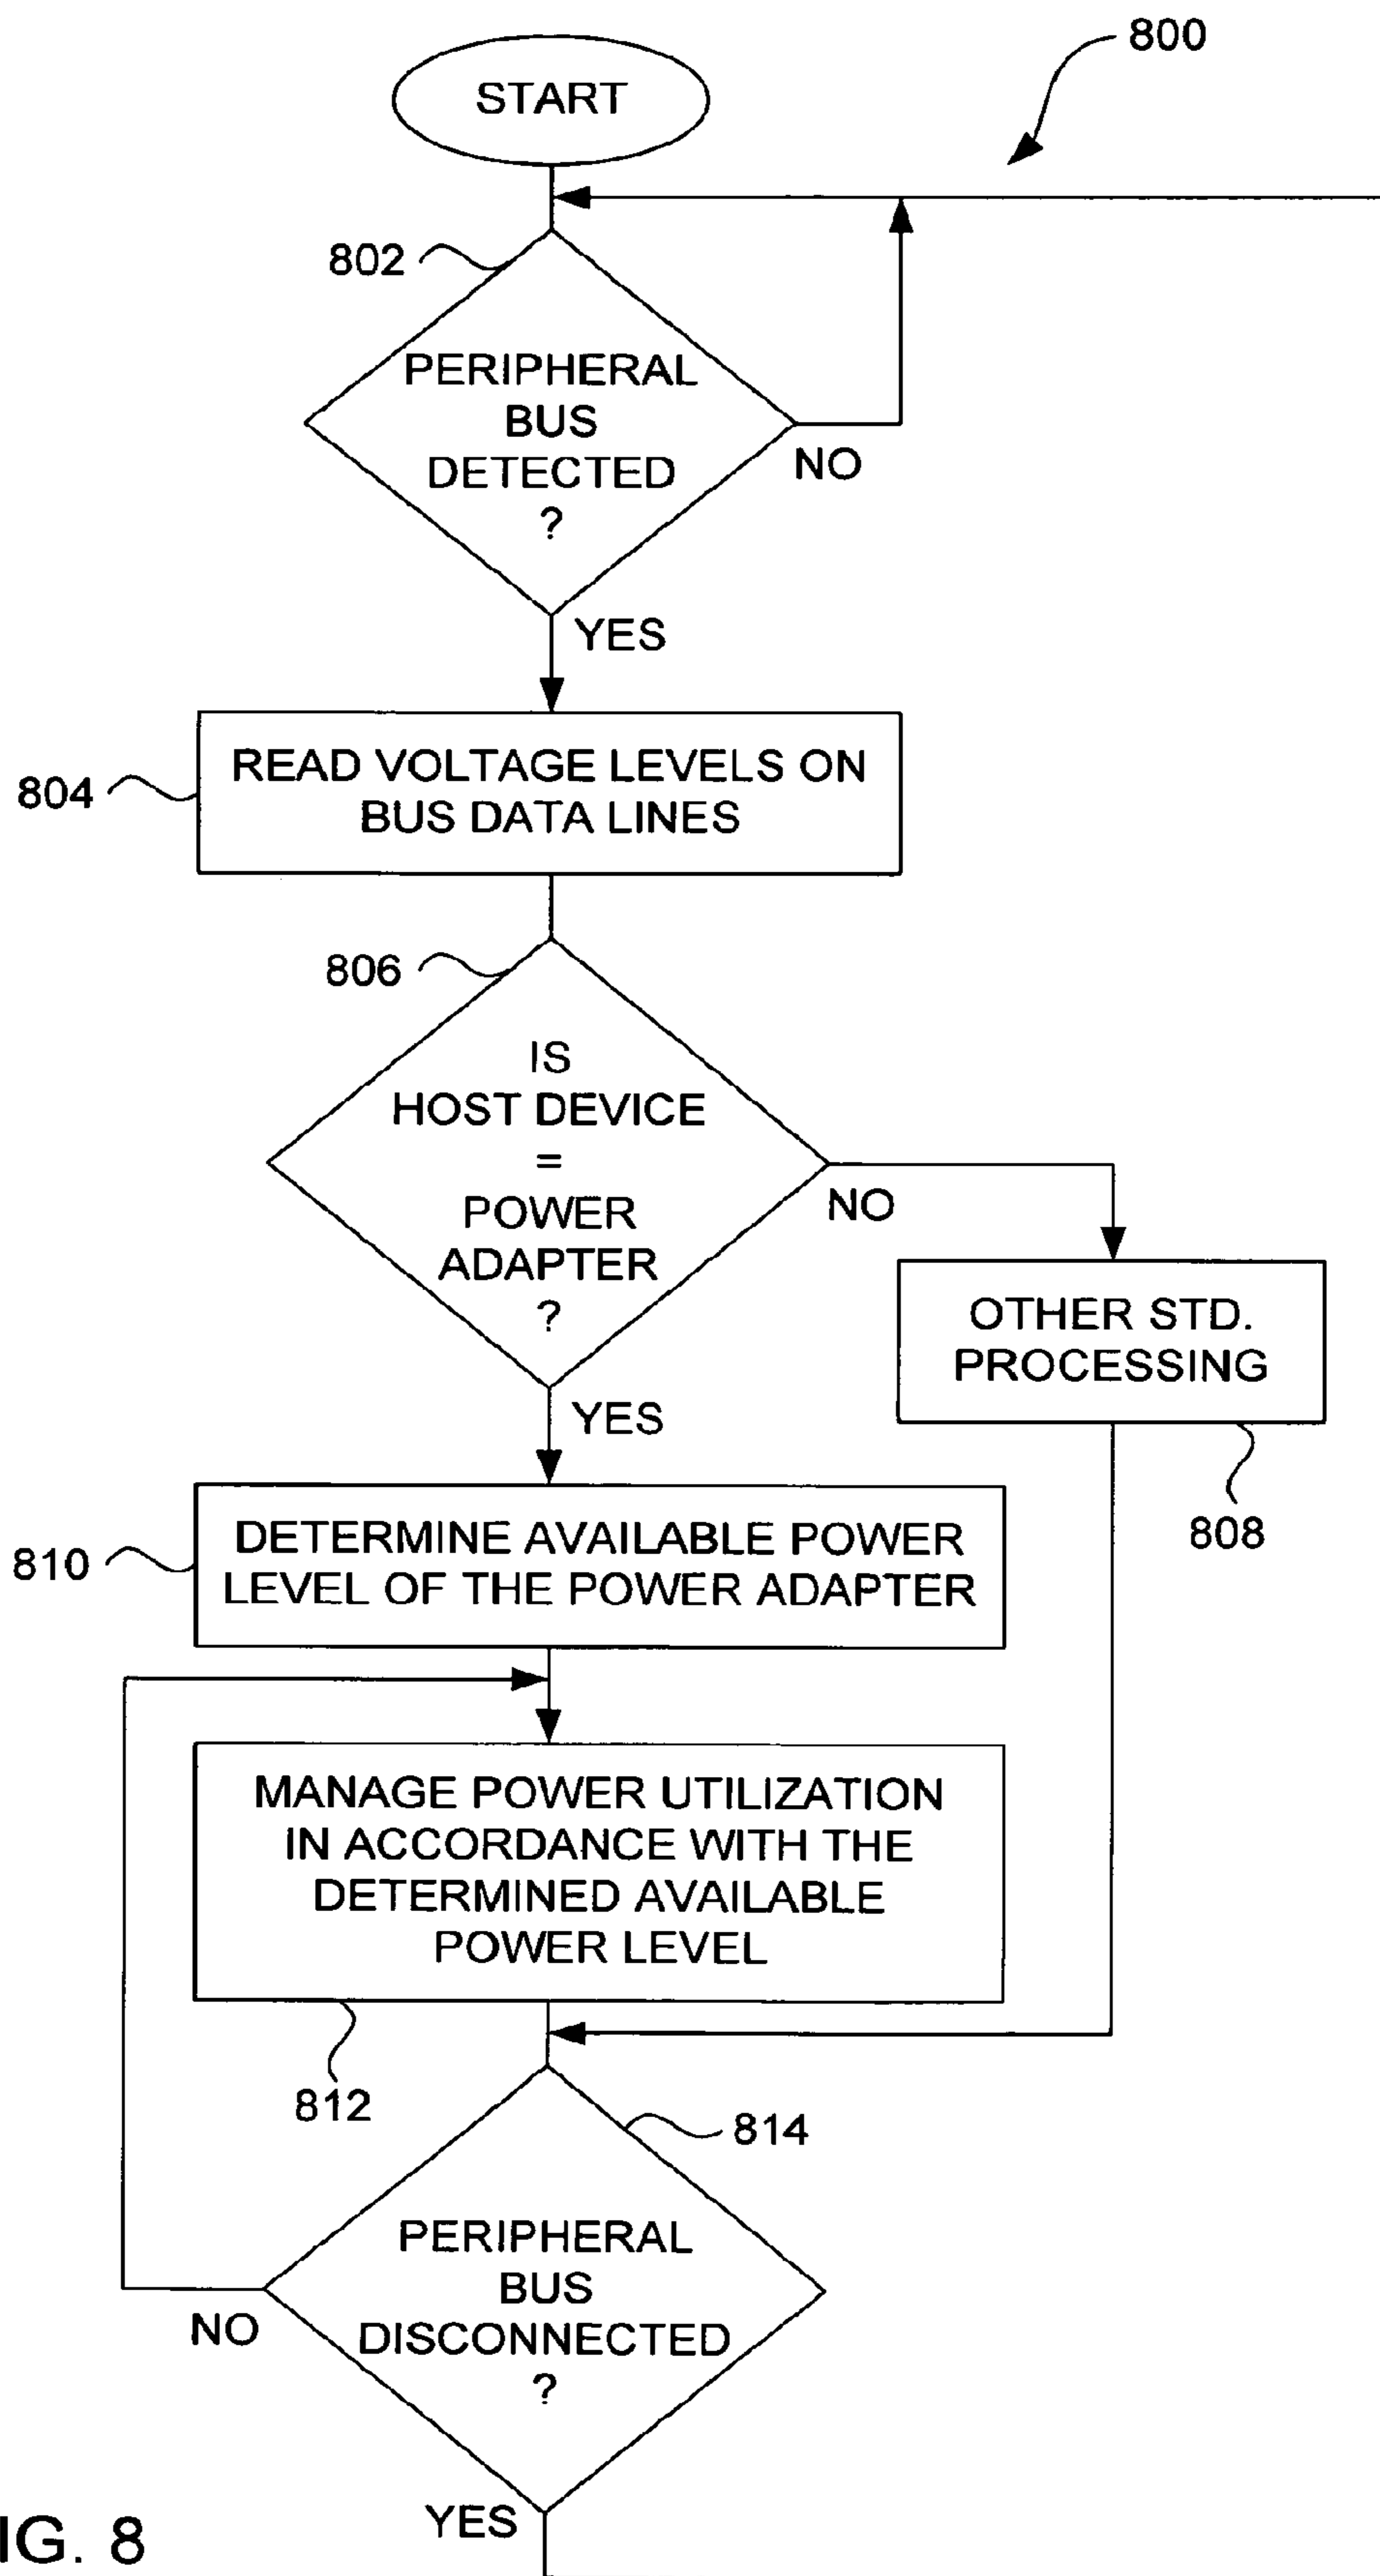 800
START
802
PERIPHERAL
BUS
DETECTED
?
NO
YES
804
READ VOLTAGE LEVELS ON
BUS DATA LINES
806
IS
HOST DEVICE
=
POWER
ADAPTER
?
NO
YES
OTHER STD.
PROCESSING
808
810
DETERMINE AVAILABLE POWER
LEVEL OF THE POWER ADAPTER
MANAGE POWER UTILIZATION
IN ACCORDANCE WITH THE
DETERMINED AVAILABLE
POWER LEVEL
812
814
PERIPHERAL
BUS
DISCONNECTED
?
NO
YES
IG. 8